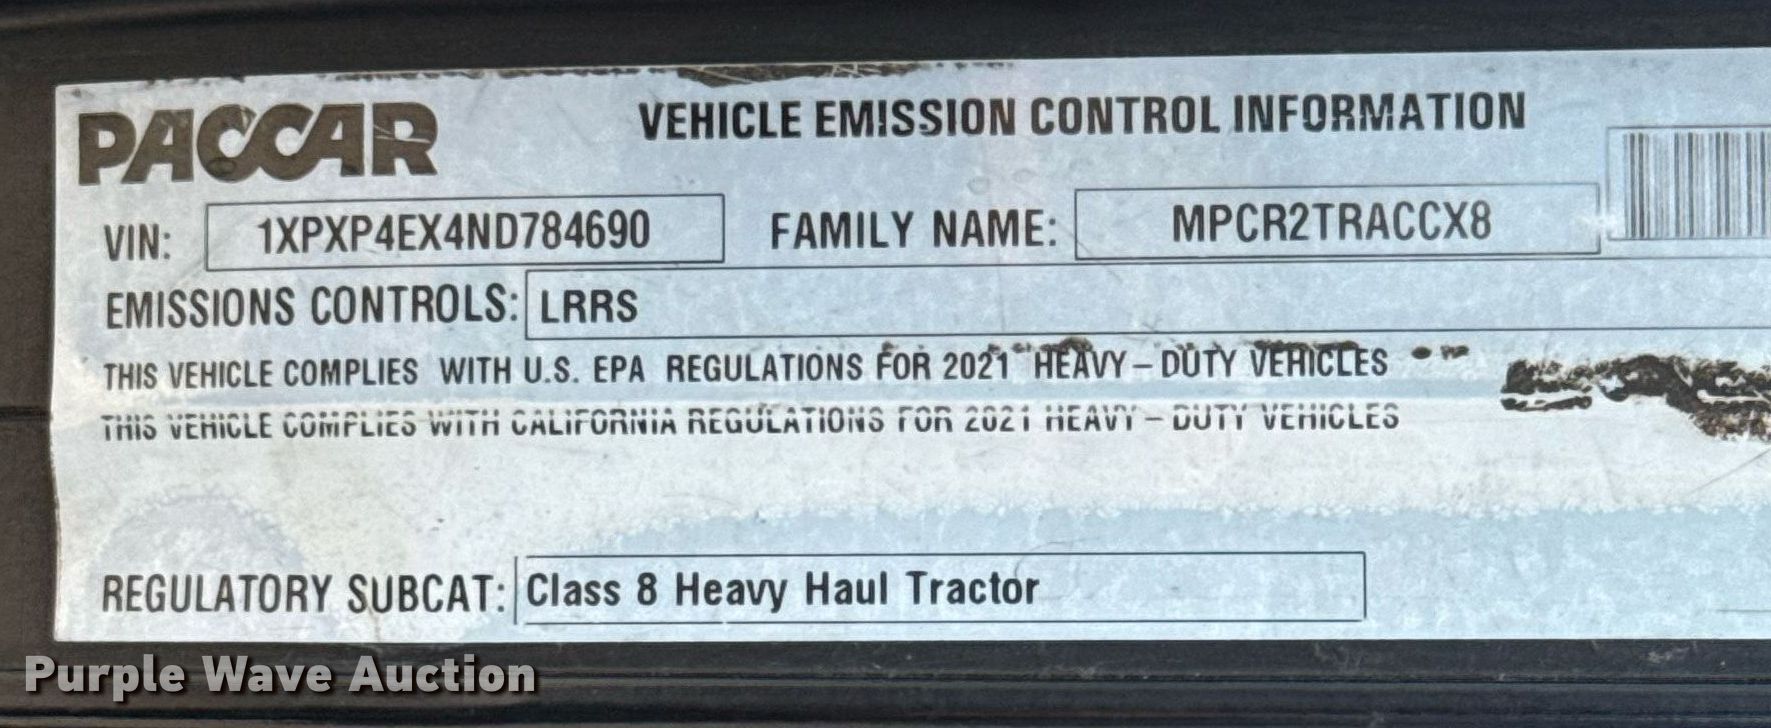 PACCAR
VEHICLE EMISSION CONTROL INFORMATION
VIN: 1XPXP4EX4ND784690 FAMILY NAME: MPCR2TRACCX8
EMISSIONS CONTROLS: LRRS
THIS VEHICLE COMPLIES WITH U.S. EPA REGULATIONS FOR 2021 HEAVY - DUTY VEHICLES
THIS VEHICLE COMPLIES WITH CALIFORNIA REGULATIONS FOR 2021 HEAVY - DUTY VEHICLES
REGULATORY SUBCAT: Class 8 Heavy Haul Tractor
Purple Wave Auction